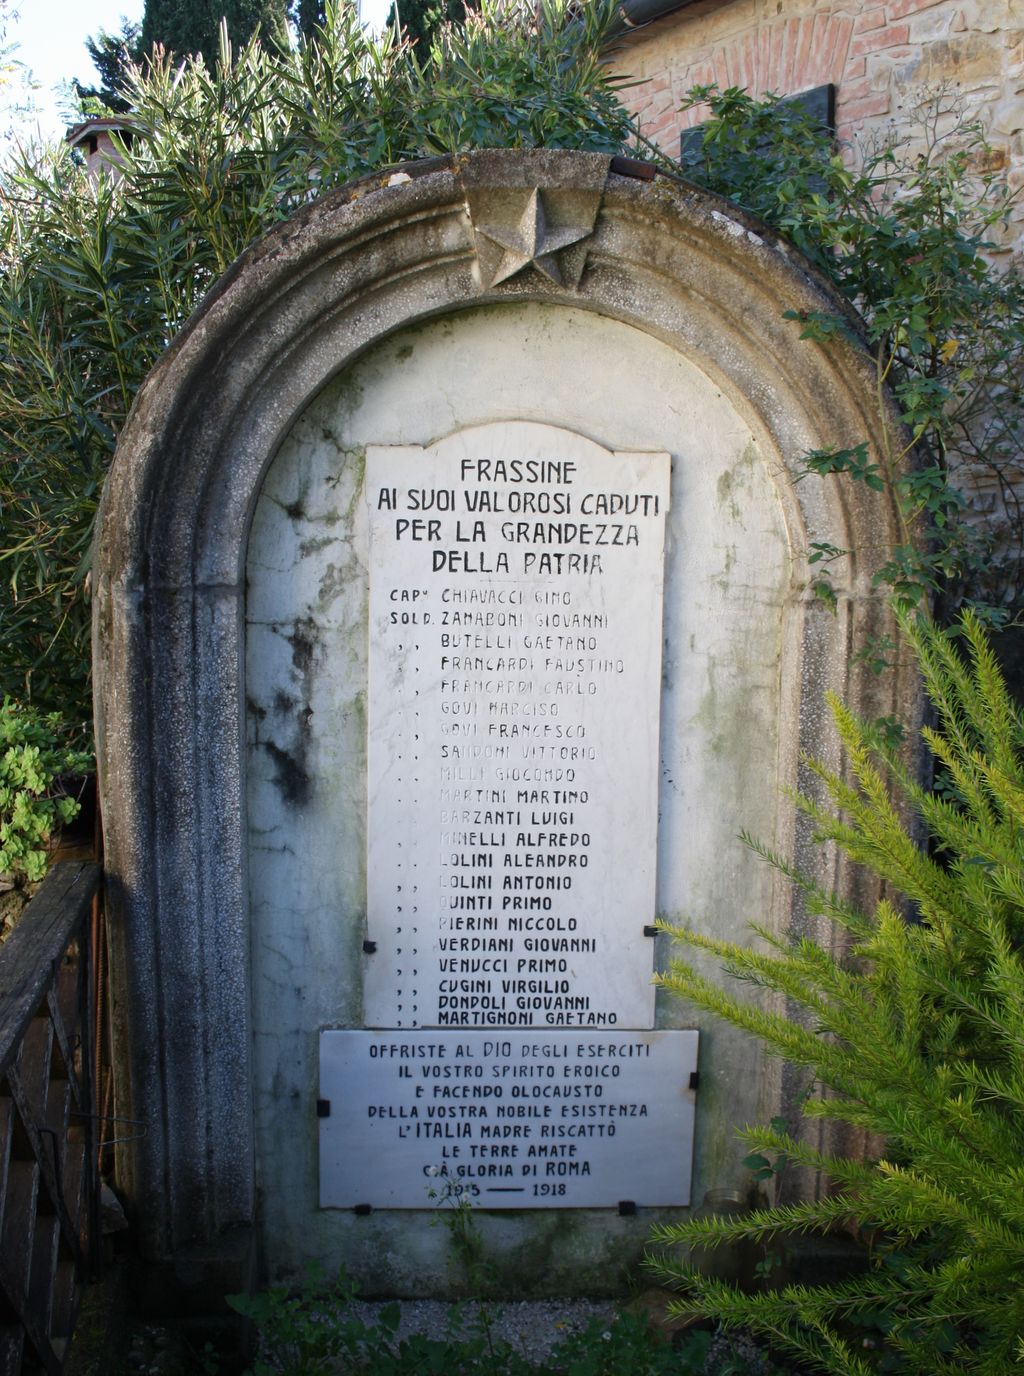 FRASSINE
AI SUOI VALOROSI CADUTI
PER LA GRANDEZZA
DELLA PATRIA
CAP. CHIAVACCI GINO
SOLD. ZAMABONI GIOVANNI
,, BUTELLI GAETANO
,, FRANCARDI FAUSTINO
,, FRANCARDI CARLO
,, GOVI NARCISO
,, GOVI FRANCESCO
,, SANDONI VITTORIO
,, MILLI GIOCONDO
,, MARTINI MARTINO
,, BARZANTI LUIGI
,, MINELLI ALFREDO
,, LOLINI ALEANDRO
,, LOLINI ANTONIO
,, QUINTI PRIMO
,, PIERINI NICCOLO
,, VERDIANI GIOVANNI
,, VENUCCI PRIMO
,, CUGINI VIRGILIO
,, DONDOLI GIOVANNI
,, MARTIGNONI GAETANO
OFFRISTE AL DIO DEGLI ESERCITI
IL VOSTRO SPIRITO EROICO
E FACENDO OLOCAUSTO
DELLA VOSTRA NOBILE ESISTENZA
L'ITALIA MADRE RISCATTÒ
LE TERRE AMATE
GLORIA DI ROMA
1915 — 1918